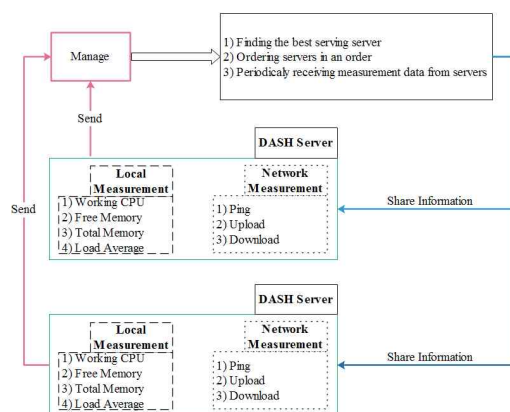 Manage
1) Finding the best serving server
2) Ordering servers in an order
3) Periodicaly receiving measurement data from servers
Send
DASH Server
Local
Measurement
1) Working CPU
2) Free Memory
3) Total Memory
4) Load Average
Network
Measurement
1) Ping
2) Upload
3) Download
Share Information
Send
DASH Server
Local
Measurement
1) Working CPU
2) Free Memory
3) Total Memory
4) Load Average
Network
Measurement
1) Ping
2) Upload
3) Download
Share Information